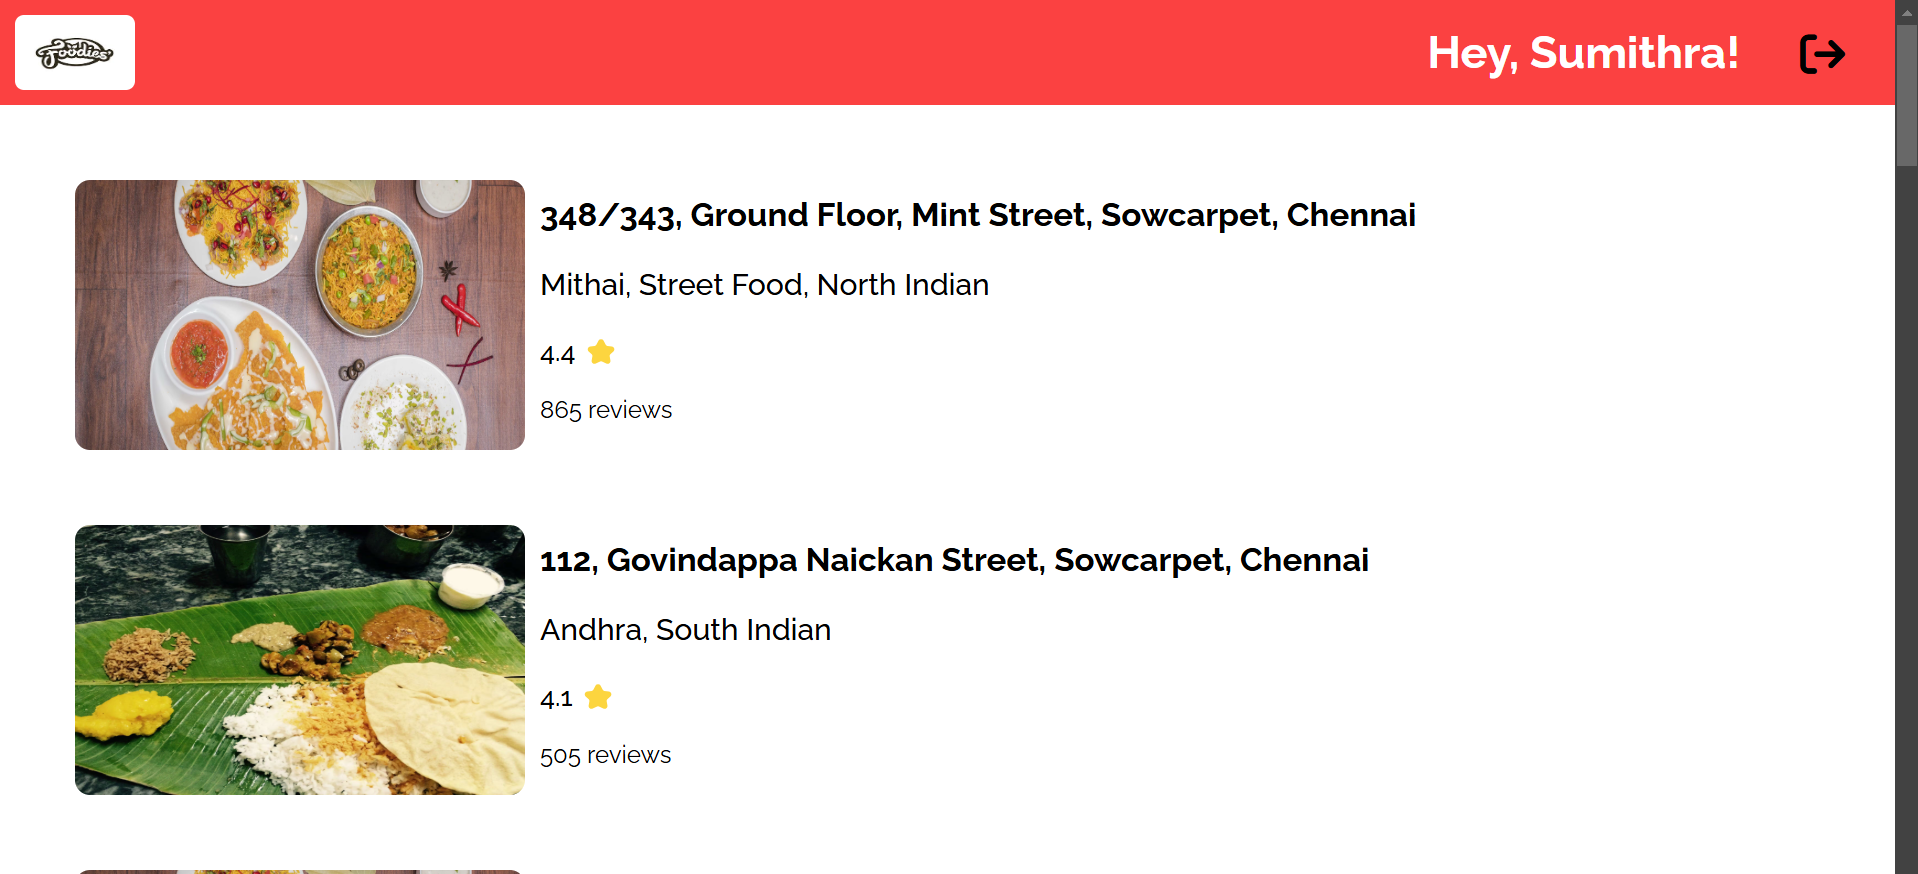 Foodies
Hey, Sumithra!
348/343, Ground Floor, Mint Street, Sowcarpet, Chennai
Mithai, Street Food, North Indian
4.4
865 reviews
112, Govindappa Naickan Street, Sowcarpet, Chennai
Andhra, South Indian
4.1
505 reviews